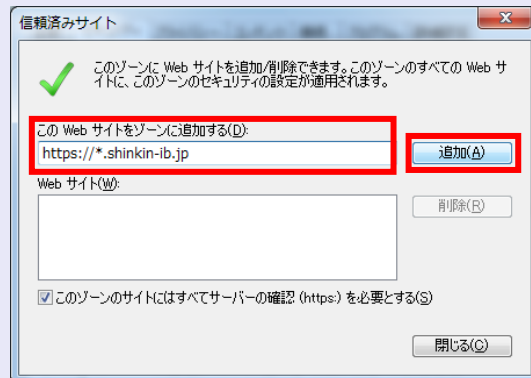 信頼済みサイト
このゾーンに Web サイトを追加/削除できます。このゾーンのすべての Web サ
イトに、このゾーンのセキュリティの設定が適用されます。
この Web サイトをゾーンに追加する(D):
https://*.shinkin-ib.jp
追加(A)
Web サイト(W):
削除(R)
このゾーンのサイトにはすべてサーバーの確認 (https:) を必要とする(S)
閉じる(C)